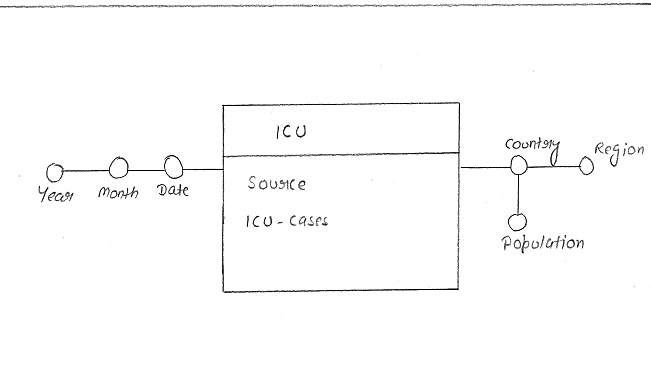 ICU
Country
Region
Year
Month
Date
Source
ICU-Cases
Population